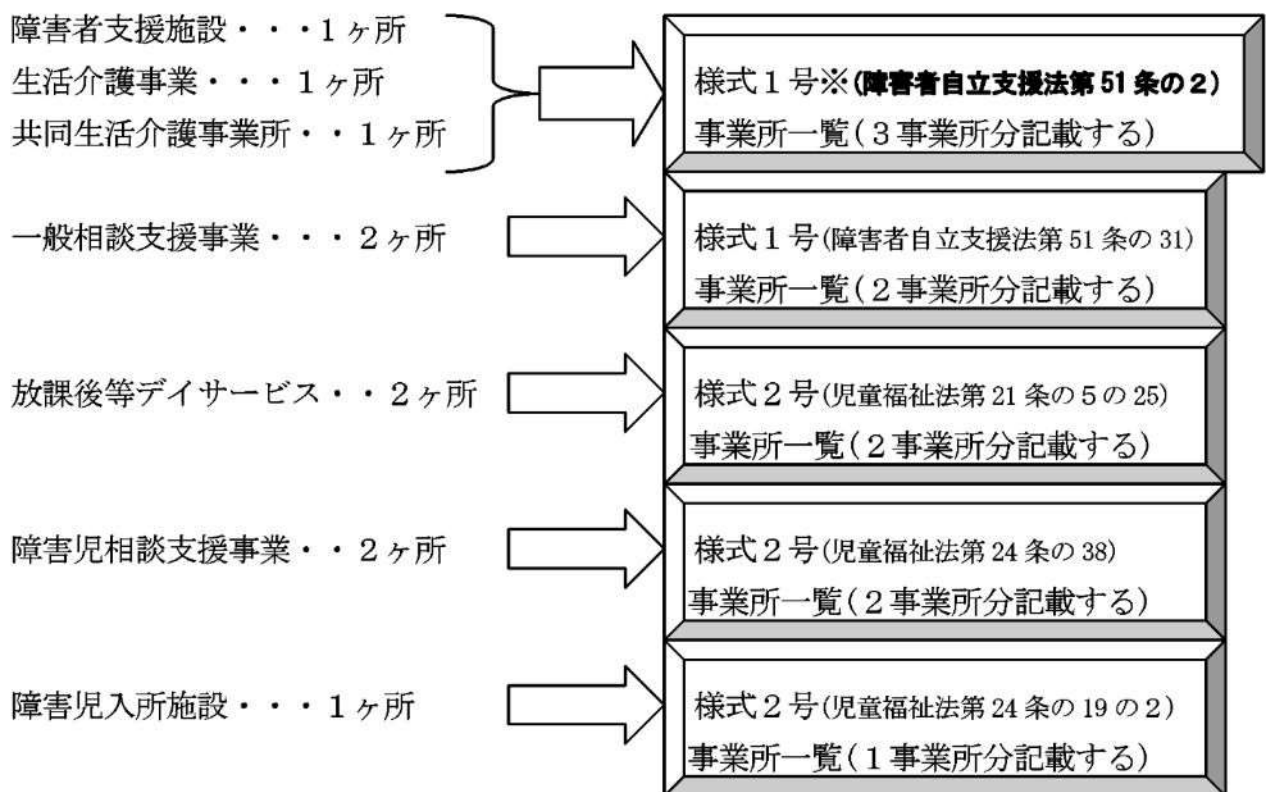 障害者支援施設・・・1ヶ所
生活介護事業・・・1ヶ所
共同生活介護事業所・・1ヶ所
様式1号※(障害者自立支援法第51条の2)
事業所一覧(3事業所分記載する)
一般相談支援事業・・・2ヶ所
様式1号(障害者自立支援法第51条の31)
事業所一覧(2事業所分記載する)
放課後等デイサービス・・2ヶ所
様式2号(児童福祉法第21条の5の25)
事業所一覧(2事業所分記載する)
障害児相談支援事業・・2ヶ所
様式2号(児童福祉法第24条の38)
事業所一覧(2事業所分記載する)
障害児入所施設・・・1ヶ所
様式2号(児童福祉法第24条の19の2)
事業所一覧(1事業所分記載する)